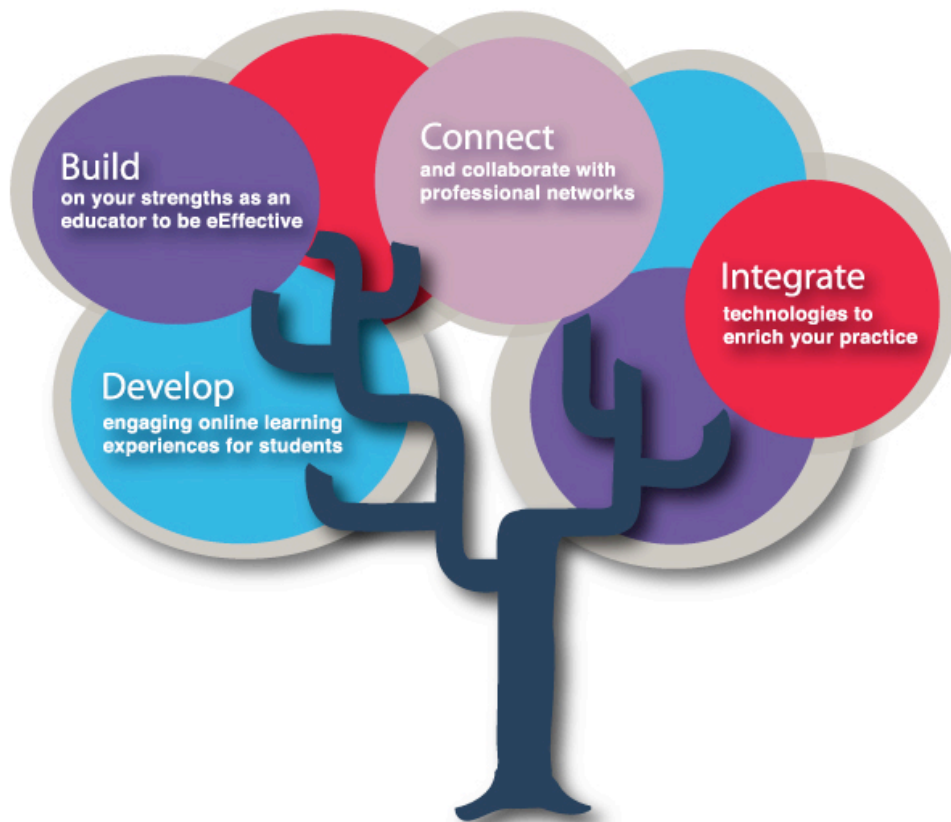 Build
on your strengths as an
educator to be eEffective
Connect
and collaborate with
professional networks
Integrate
technologies to
enrich your practice
Develop
engaging online learning
experiences for students